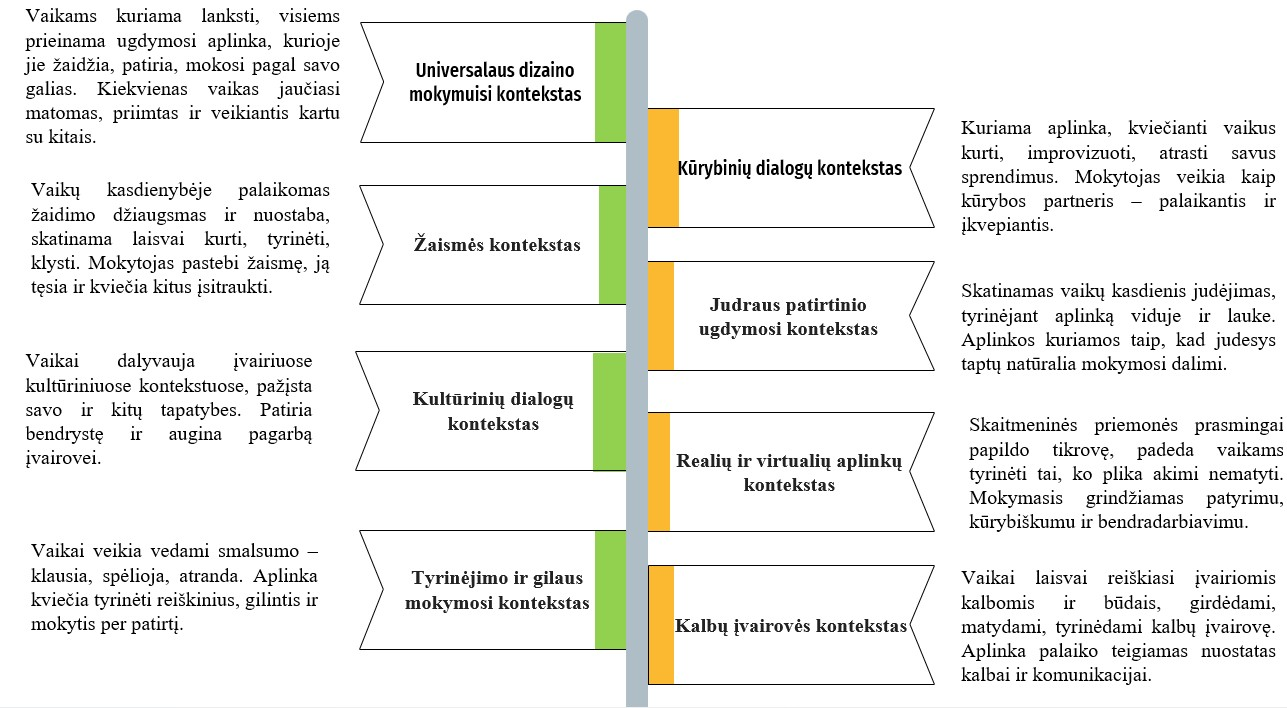 Vaikams kuriama lanksti, visiems
prieinama ugdymosi aplinka, kurioje
jie žaidžia, patiria, mokosi pagal savo
galias. Kiekvienas vaikas jaučiasi
matomas, priimtas ir veikiantis kartu
su kitais.
Universalaus dizaino
mokymuisi kontekstas
Kūrybinių dialogų kontekstas
Kuriama aplinka, kviečianti vaikus
kurti, improvizuoti, atrasti savus
sprendimus. Mokytojas veikia kaip
kūrybos partneris – palaikantis ir
įkvepiantis.
Vaikų kasdienybėje palaikomas
žaidimo džiaugsmas ir nuostaba,
skatinama laisvai kurti, tyrinėti,
klysti. Mokytojas pastebi žaismę, ją
tęsia ir kviečia kitus įsitraukti.
Žaismės kontekstas
Judraus patirtinio
ugdymosi kontekstas
Skatinamas vaikų kasdienis judėjimas,
tyrinėjant aplinką viduje ir lauke.
Aplinkos kuriamos taip, kad judesys
taptų natūralia mokymosi dalimi.
Vaikai dalyvauja įvairiuose
kultūriniuose kontekstuose, pažįsta
savo ir kitų tapatybes. Patiria
bendrystę ir augina pagarbą
įvairovei.
Kultūrinių dialogų
kontekstas
Realių ir virtualių aplinkų
kontekstas
Skaitmeninės priemonės prasmingai
papildo tikrovę, padeda vaikams
tyrinėti tai, ko plika akimi nematyti.
Mokymasis grindžiamas patyrimu,
kūrybiškumu ir bendradarbiavimu.
Vaikai veikia vedami smalsumo –
klausia, spėlioja, atranda. Aplinka
kviečia tyrinėti reiškinius, gilintis ir
mokytis per patirtį.
Tyrinėjimo ir gilaus
mokymosi kontekstas
Kalbų įvairovės kontekstas
Vaikai laisvai reiškiasi įvairiomis
kalbomis ir būdais, girdėdami,
matydami, tyrinėdami kalbų įvairovę.
Aplinka palaiko teigiamas nuostatas
kalbai ir komunikacijai.